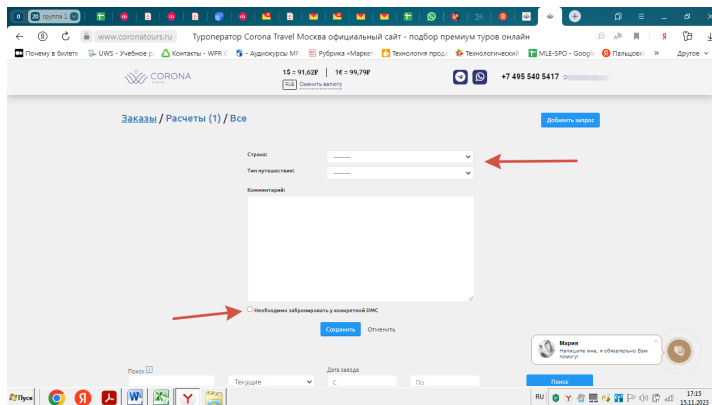 группа 1
www.coronatours.ru Туроператор Corona Travel Москва официальный сайт - подбор премиум туров онлайн
Почему в билете UWS - Учебное р Контакты - WPR G - Аудиокурсы МР Рубрика «Маркет Технология прода Технологический MLE-SPO - Googl Пальцовк » Другое
CORONA
1$ = 91,62₽ 1€ = 99,79₽
RUB Сменить валюту
+7 495 540 5417
Заказы / Расчеты (1) / Все
Добавить запрос
Страна: ———
Тип путешествия: ———
Комментарий:
Необходимо забронировать у конкретной DMC
Сохранить Отменить
Мария
Напишите мне, я обязательно Вам помогу!
Поиск Дата заезда
Текущие С По Поиск
Пуск RU 17:15
15.11.2023